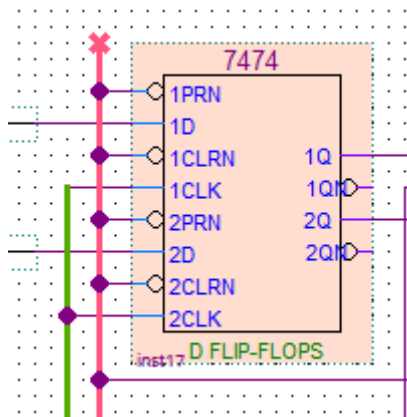 7474
1PRN
1D
1CLRN
1Q
1CLK
1QN
2PRN
2Q
2D
2QN
2CLRN
2CLK
inst17
D FLIP-FLOPS